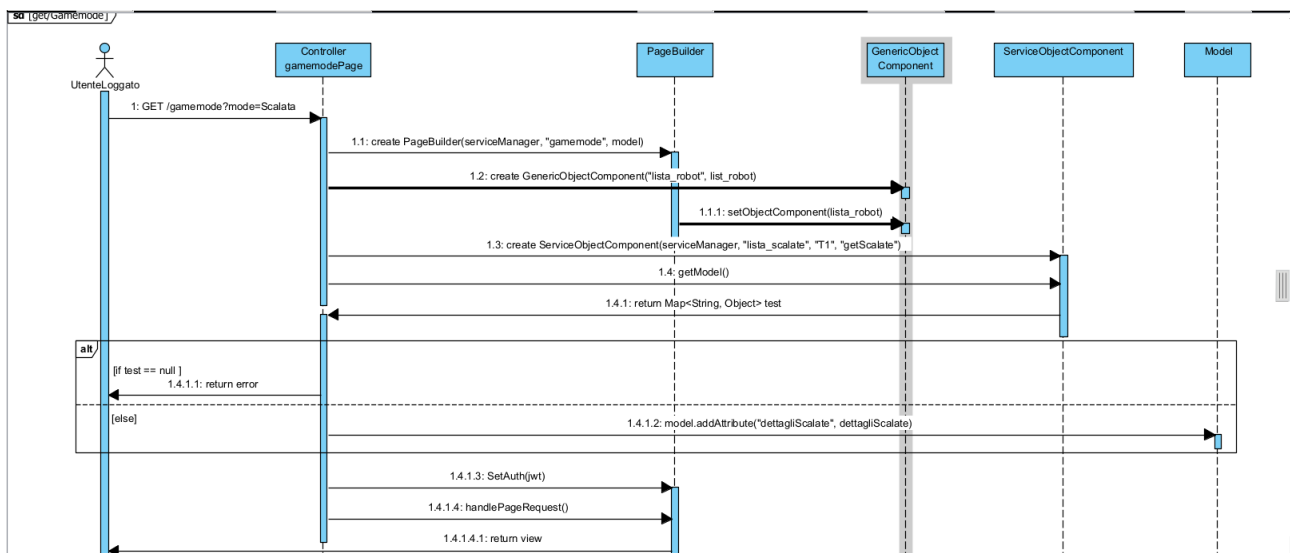 sd [get/Gamemode]
Controller
gamemodePage
PageBuilder
GenericObject
Component
ServiceObjectComponent
Model
UtenteLoggato
1: GET /gamemode?mode=Scalata
1.1: create PageBuilder(serviceManager, "gamemode", model)
1.2: create GenericObjectComponent("lista_robot", list_robot)
1.1.1: setObjectComponent(lista_robot)
1.3: create ServiceObjectComponent(serviceManager, "lista_scalate", "T1", "getScalate")
1.4: getModel()
1.4.1: return Map<String, Object> test
alt
[if test == null ]
1.4.1.1: return error
[else]
1.4.1.2: model.addAttribute("dettagliScalate", dettagliScalate)
1.4.1.3: SetAuth(jwt)
1.4.1.4: handlePageRequest()
1.4.1.4.1: return view